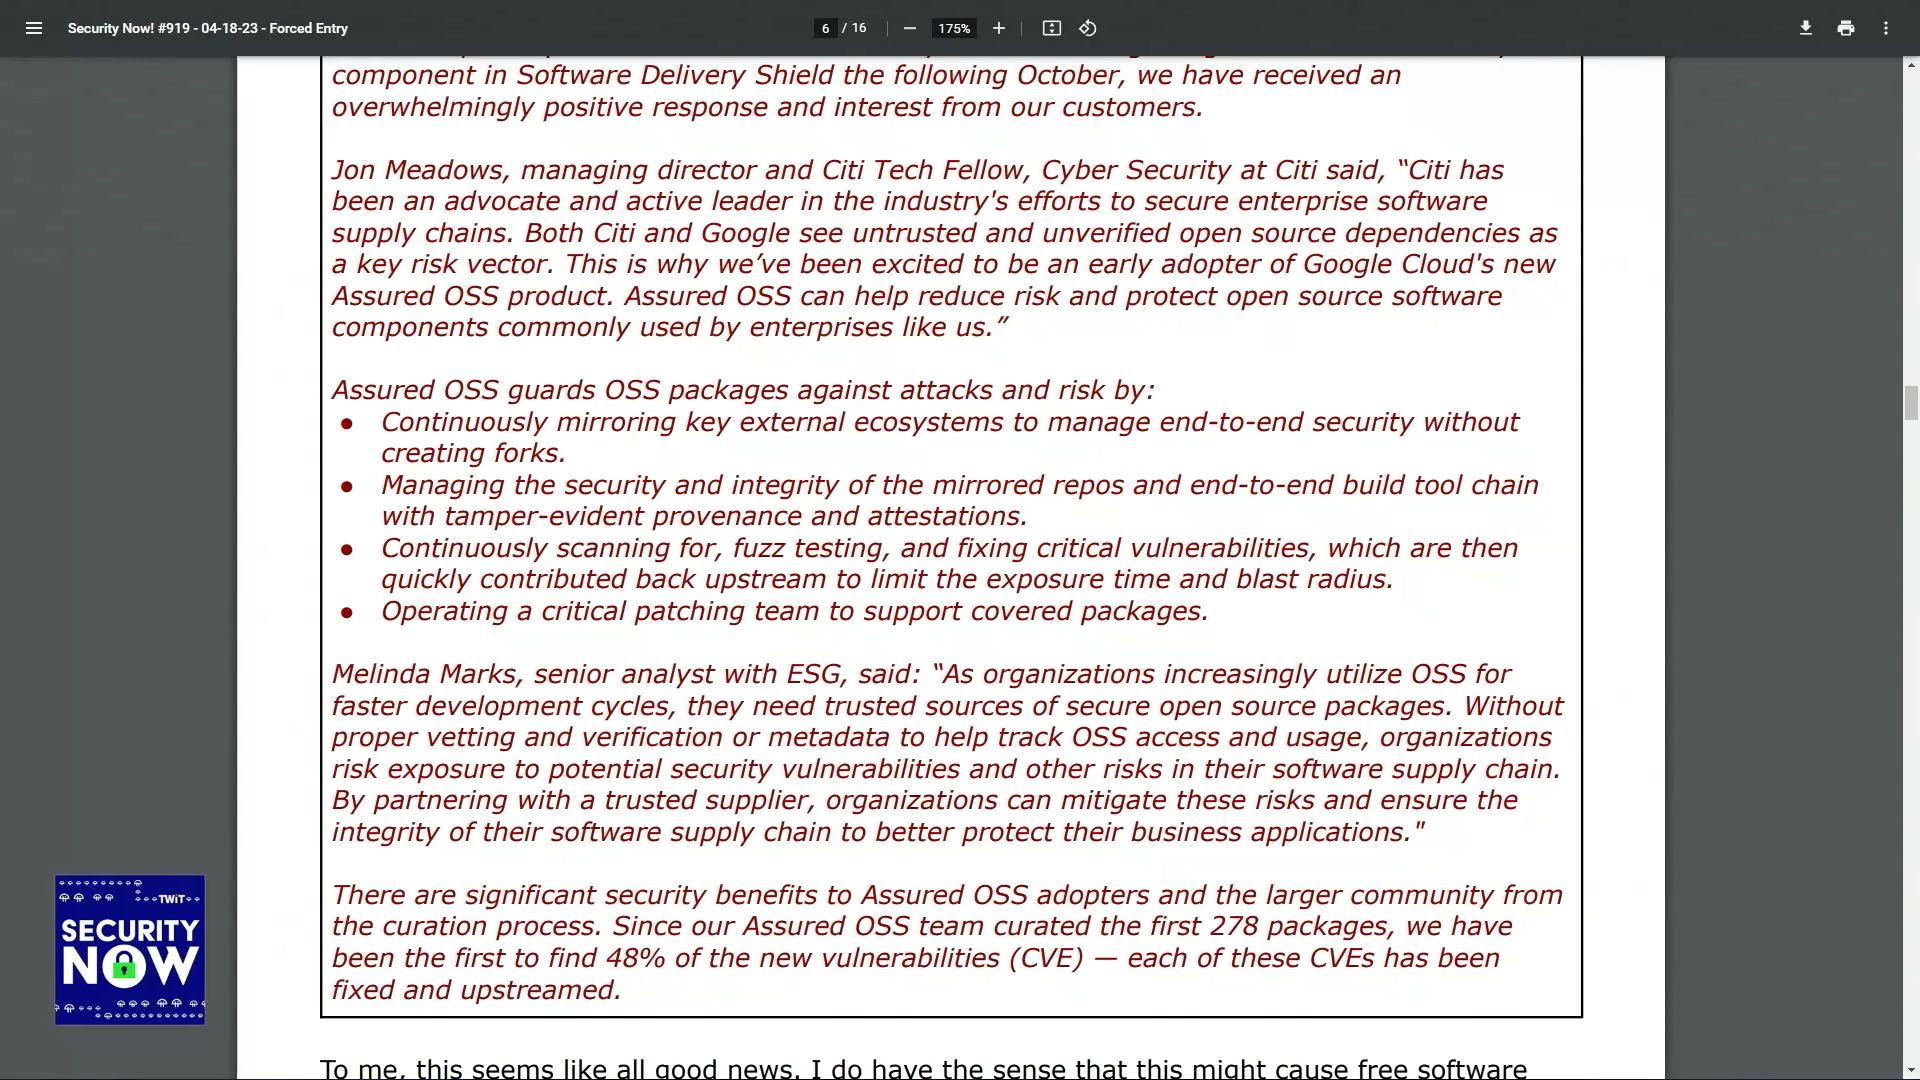 Security Now! #919 - 04-18-23 - Forced Entry
6 / 16
175%
component in Software Delivery Shield the following October, we have received an
overwhelmingly positive response and interest from our customers.
Jon Meadows, managing director and Citi Tech Fellow, Cyber Security at Citi said, “Citi has
been an advocate and active leader in the industry's efforts to secure enterprise software
supply chains. Both Citi and Google see untrusted and unverified open source dependencies as
a key risk vector. This is why we’ve been excited to be an early adopter of Google Cloud's new
Assured OSS product. Assured OSS can help reduce risk and protect open source software
components commonly used by enterprises like us.”
Assured OSS guards OSS packages against attacks and risk by:
● Continuously mirroring key external ecosystems to manage end-to-end security without
creating forks.
● Managing the security and integrity of the mirrored repos and end-to-end build tool chain
with tamper-evident provenance and attestations.
● Continuously scanning for, fuzz testing, and fixing critical vulnerabilities, which are then
quickly contributed back upstream to limit the exposure time and blast radius.
● Operating a critical patching team to support covered packages.
Melinda Marks, senior analyst with ESG, said: “As organizations increasingly utilize OSS for
faster development cycles, they need trusted sources of secure open source packages. Without
proper vetting and verification or metadata to help track OSS access and usage, organizations
risk exposure to potential security vulnerabilities and other risks in their software supply chain.
By partnering with a trusted supplier, organizations can mitigate these risks and ensure the
integrity of their software supply chain to better protect their business applications."
There are significant security benefits to Assured OSS adopters and the larger community from
the curation process. Since our Assured OSS team curated the first 278 packages, we have
been the first to find 48% of the new vulnerabilities (CVE) — each of these CVEs has been
fixed and upstreamed.
To me, this seems like all good news. I do have the sense that this might cause free software
TWiT
SECURITY
NOW